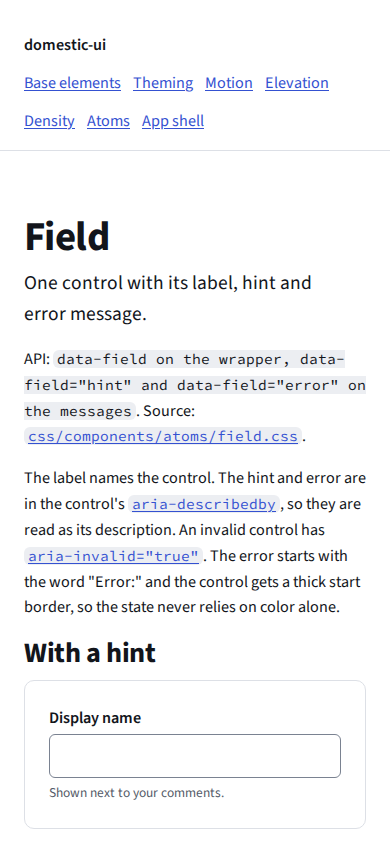 domestic-ui
Base elements Theming Motion Elevation
Density Atoms App shell
Field
One control with its label, hint and
error message.
API: data-field on the wrapper, data-
field="hint" and data-field="error" on
the messages. Source:
css/components/atoms/field.css.
The label names the control. The hint and error are
in the control's aria-describedby, so they are
read as its description. An invalid control has
aria-invalid="true". The error starts with
the word "Error:" and the control gets a thick start
border, so the state never relies on color alone.
With a hint
Display name
Shown next to your comments.